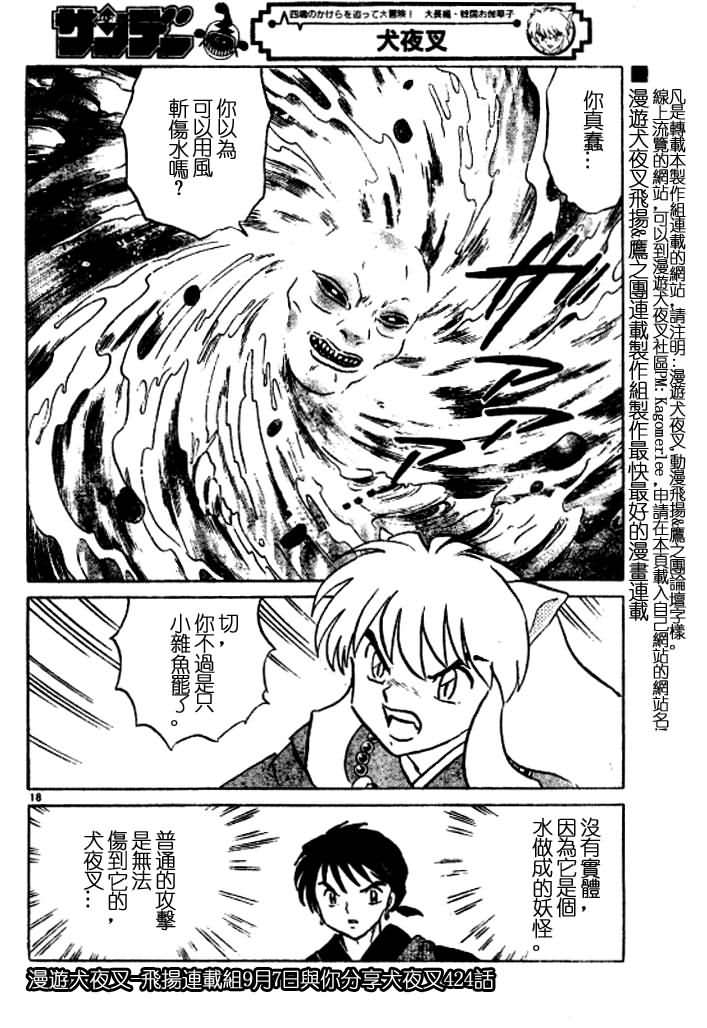 サンデー
四魂のかけらを追って大冒険! 大長編・戦国お伽草子
犬夜叉
凡是轉載本製作組連載的網站,請注明:漫遊犬夜叉.動漫飛揚&鷹之團論壇字樣。
線上流覽的網站,可以到漫遊犬夜叉社區PM:Kagomerlee,申請在本頁載入自己網站的網站名!
■漫遊犬夜叉飛揚&鷹之團連載製作組製作最快最好的漫畫連載
你真蠢…
你以為
可以用風
斬傷水嗎?
切,
你不過是只
小雜魚罷了。
18
沒有實體,
因為它是個
水做成的妖怪。
普通的攻擊
是無法
傷到它的,
犬夜叉…
漫遊犬夜叉-飛揚連載組9月7日與你分享犬夜叉424話